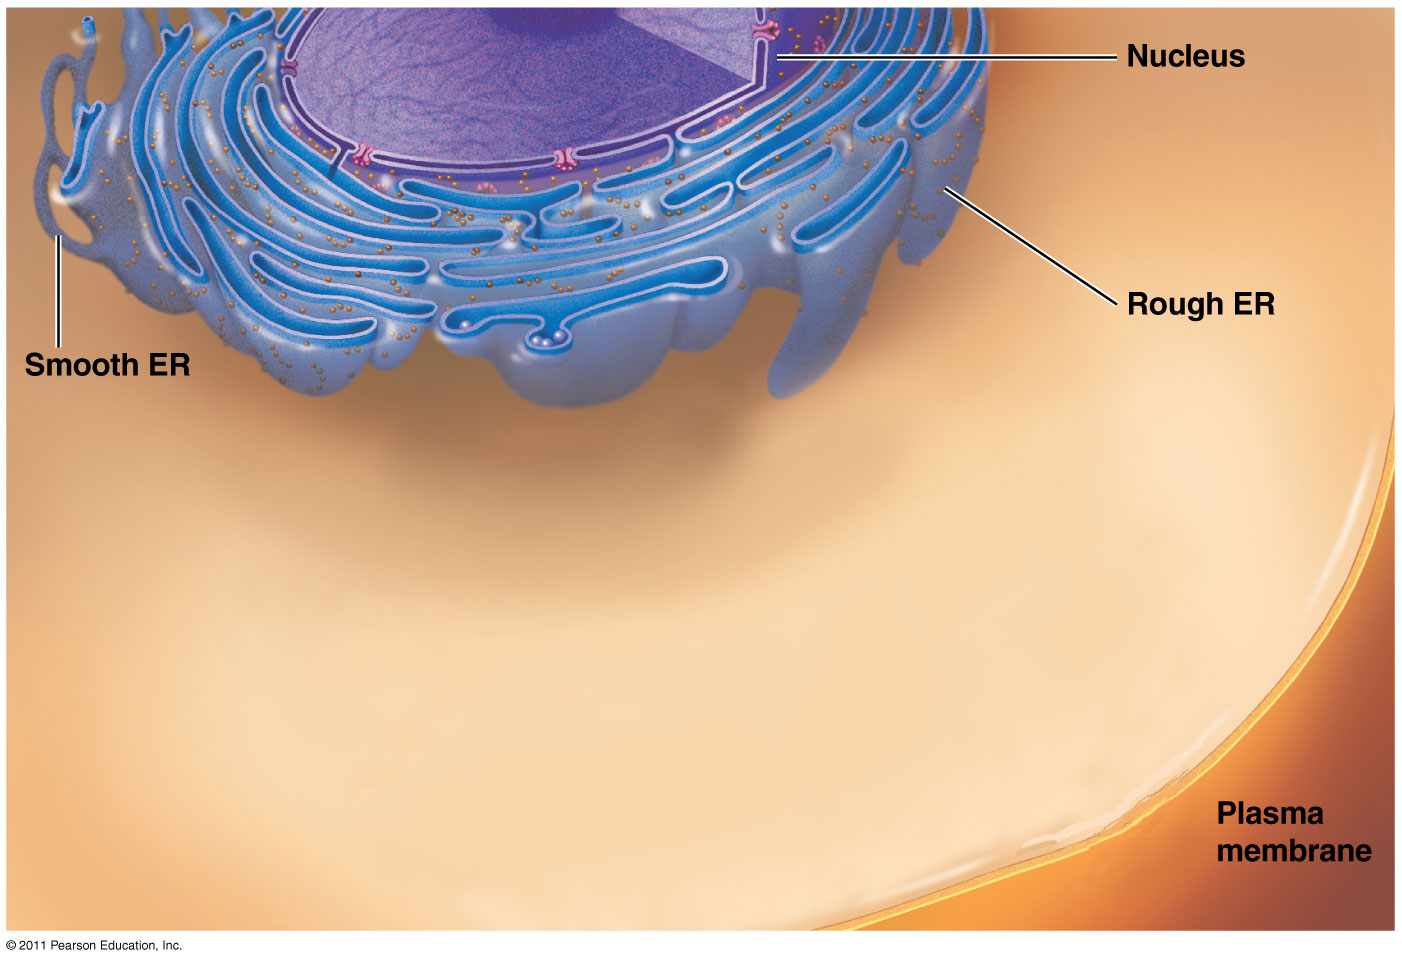 Nucleus
Rough ER
Smooth ER
Plasma
membrane
© 2011 Pearson Education, Inc.